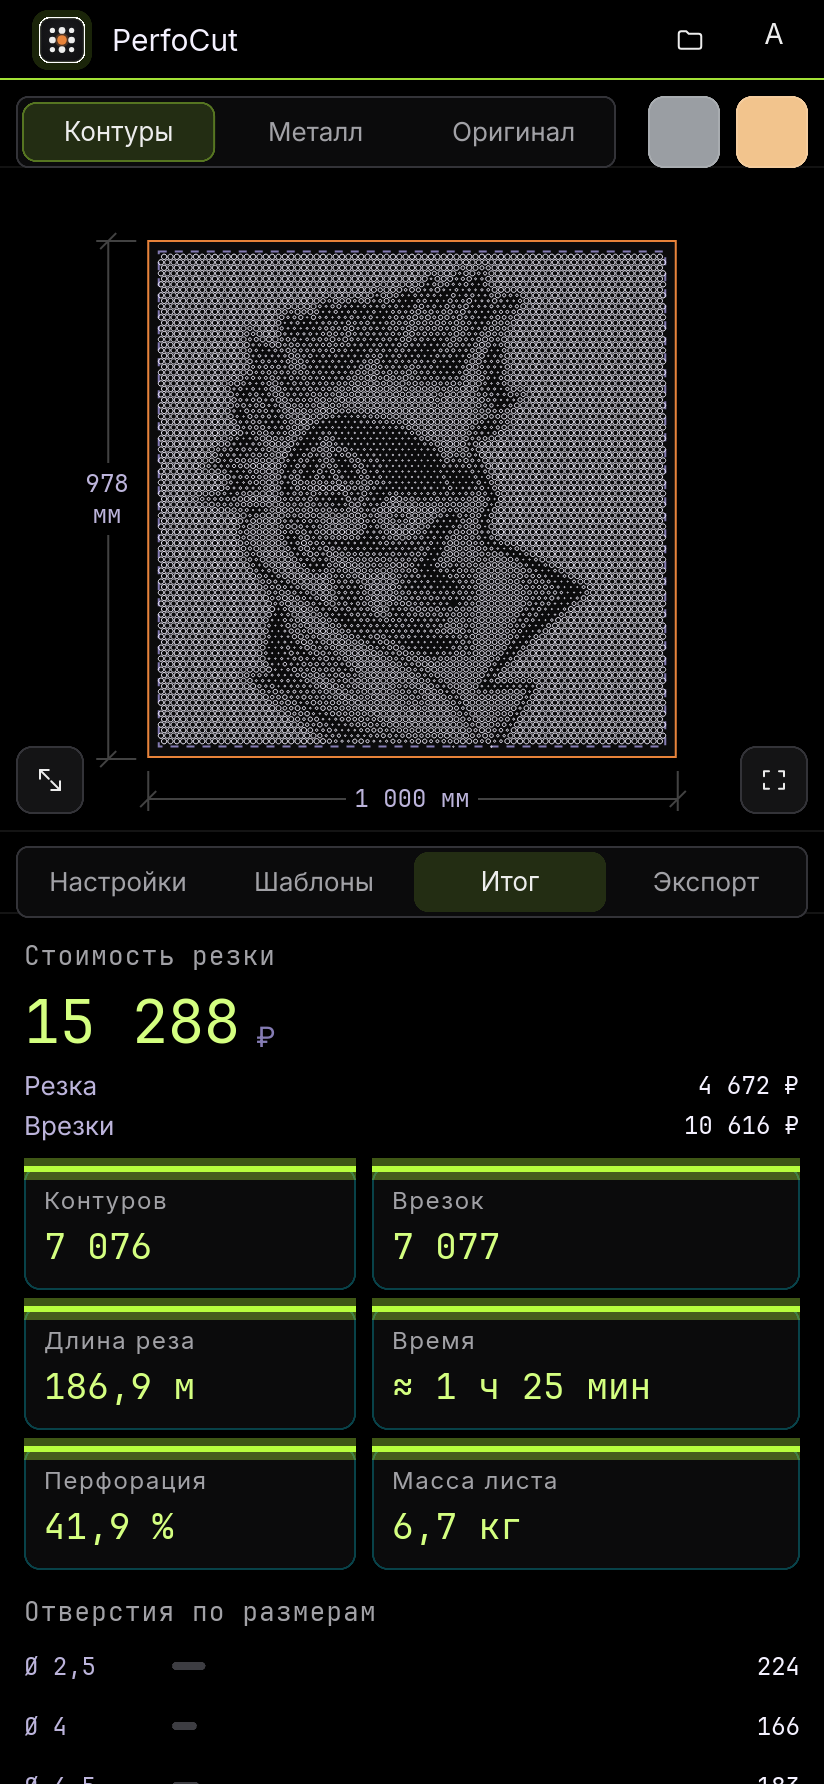 PerfoCut
A
Контуры
Металл
Оригинал
978
мм
1 000 мм
Настройки
Шаблоны
Итог
Экспорт
Стоимость резки
15 288 ₽
Резка
4 672 ₽
Врезки
10 616 ₽
Контуров
Врезок
7 076
7 077
Длина реза
Время
186,9 м
≈ 1 ч 25 мин
Перфорация
Масса листа
41,9 %
6,7 кг
Отверстия по размерам
Ø 2,5
224
Ø 4
166